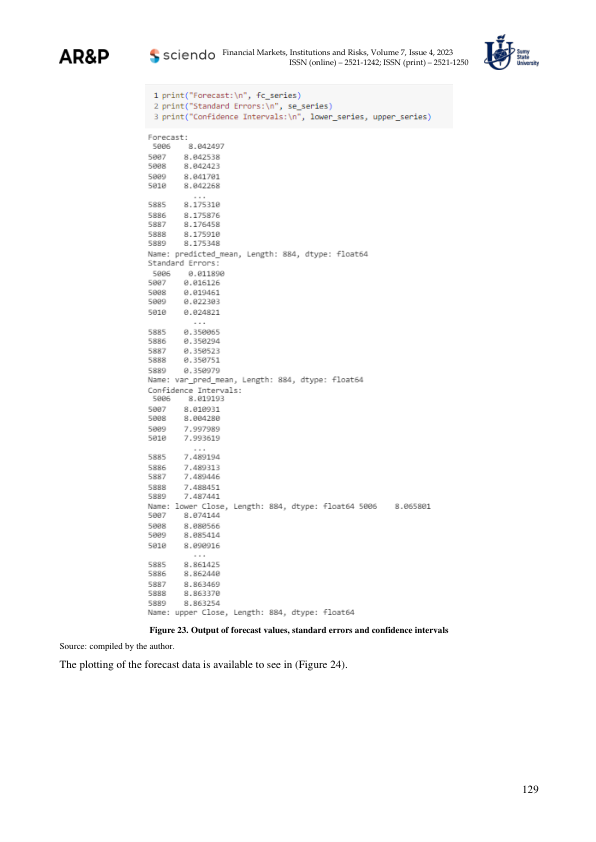 AR&P
sciendo
Financial Markets, Institutions and Risks, Volume 7, Issue 4, 2023
ISSN (online) – 2521-1242; ISSN (print) – 2521-1250
Sumy
State
University
1 print("Forecast:\n", fc_series)
2 print("Standard Errors:\n", se_series)
3 print("Confidence Intervals:\n", lower_series, upper_series)
Forecast:
5006 8.042497
5007 8.042538
5008 8.042423
5009 8.041701
5010 8.042268
...
5885 8.175310
5886 8.175876
5887 8.176458
5888 8.175910
5889 8.175348
Name: predicted_mean, Length: 884, dtype: float64
Standard Errors:
5006 0.011890
5007 0.016126
5008 0.019461
5009 0.022303
5010 0.024821
...
5885 0.350065
5886 0.350294
5887 0.350523
5888 0.350751
5889 0.350979
Name: var_pred_mean, Length: 884, dtype: float64
Confidence Intervals:
5006 8.019193
5007 8.010931
5008 8.004280
5009 7.997989
5010 7.993619
...
5885 7.489194
5886 7.489313
5887 7.489446
5888 7.488451
5889 7.487441
Name: lower Close, Length: 884, dtype: float64 5006 8.065801
5007 8.074144
5008 8.080566
5009 8.085414
5010 8.090916
...
5885 8.861425
5886 8.862440
5887 8.863469
5888 8.863370
5889 8.863254
Name: upper Close, Length: 884, dtype: float64
Figure 23. Output of forecast values, standard errors and confidence intervals
Source: compiled by the author.
The plotting of the forecast data is available to see in (Figure 24).
129